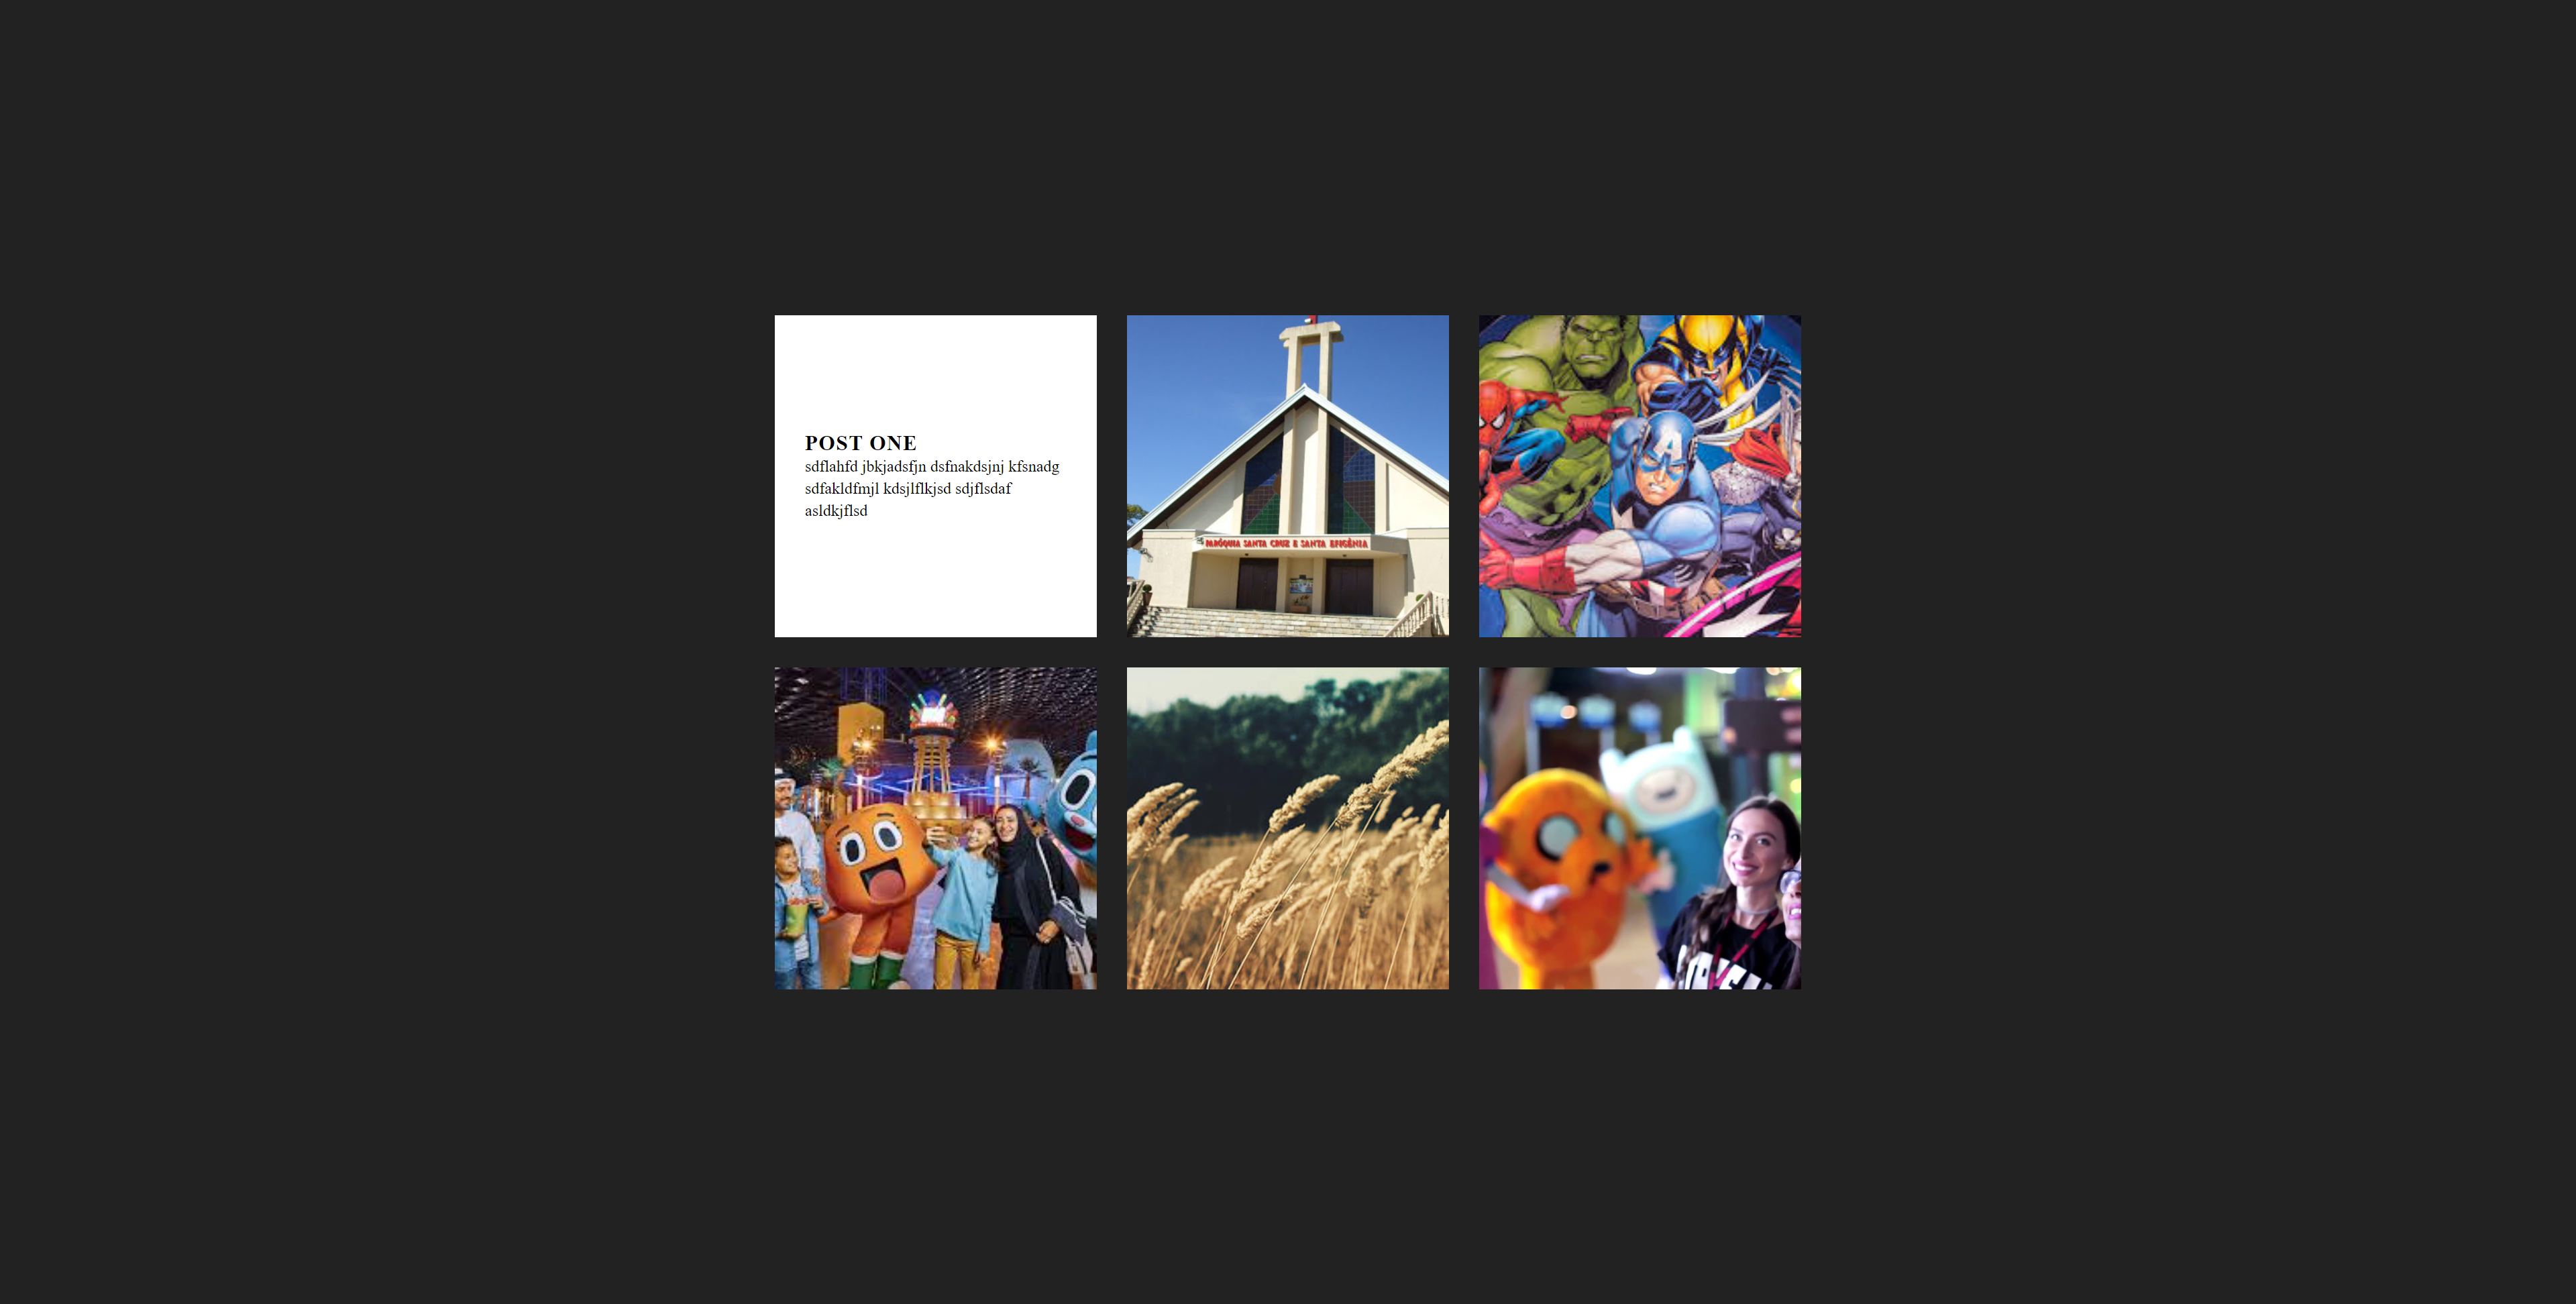 POST ONE
sdflahfd jbkjadsfjn dsfnakdsjnj kfsnadg
sdfakldfmjl kdsjlflkjsd sdjflsdaf
asldkjflsd
PARÓQUIA SANTA CRUZ E SANTA EFIGÊNIA
A